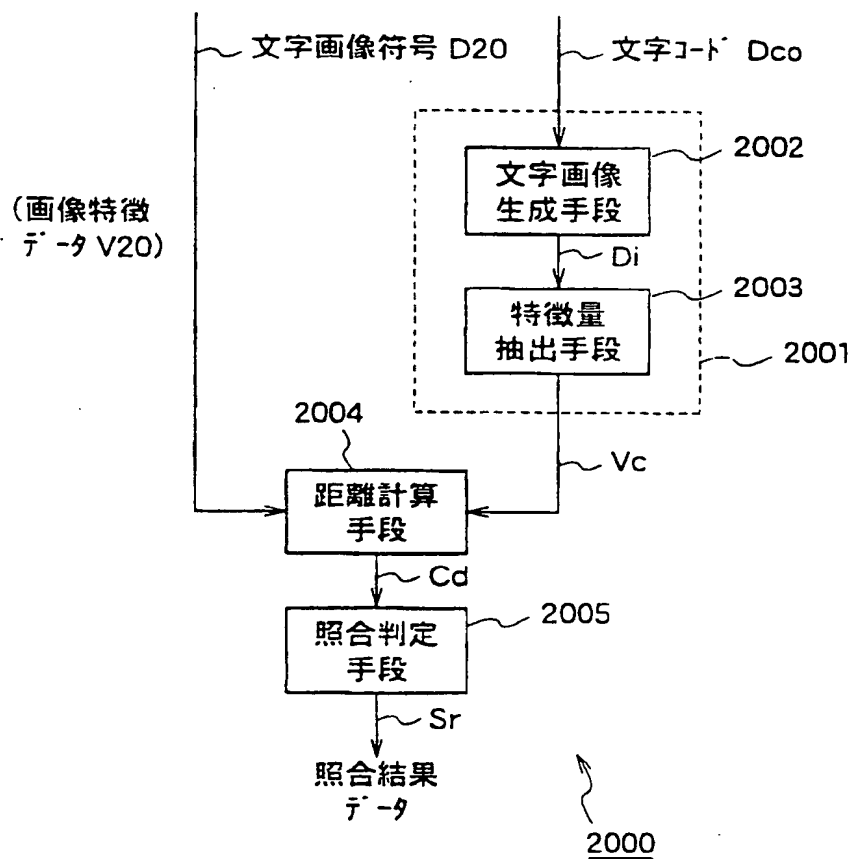 文字画像符号 D20
文字コード Dco
2002
文字画像
生成手段
(画像特徴
データ V20)
Di
2003
特徴量
抽出手段
2001
2004
Vc
距離計算
手段
Cd
2005
照合判定
手段
Sr
照合結果
データ
2000